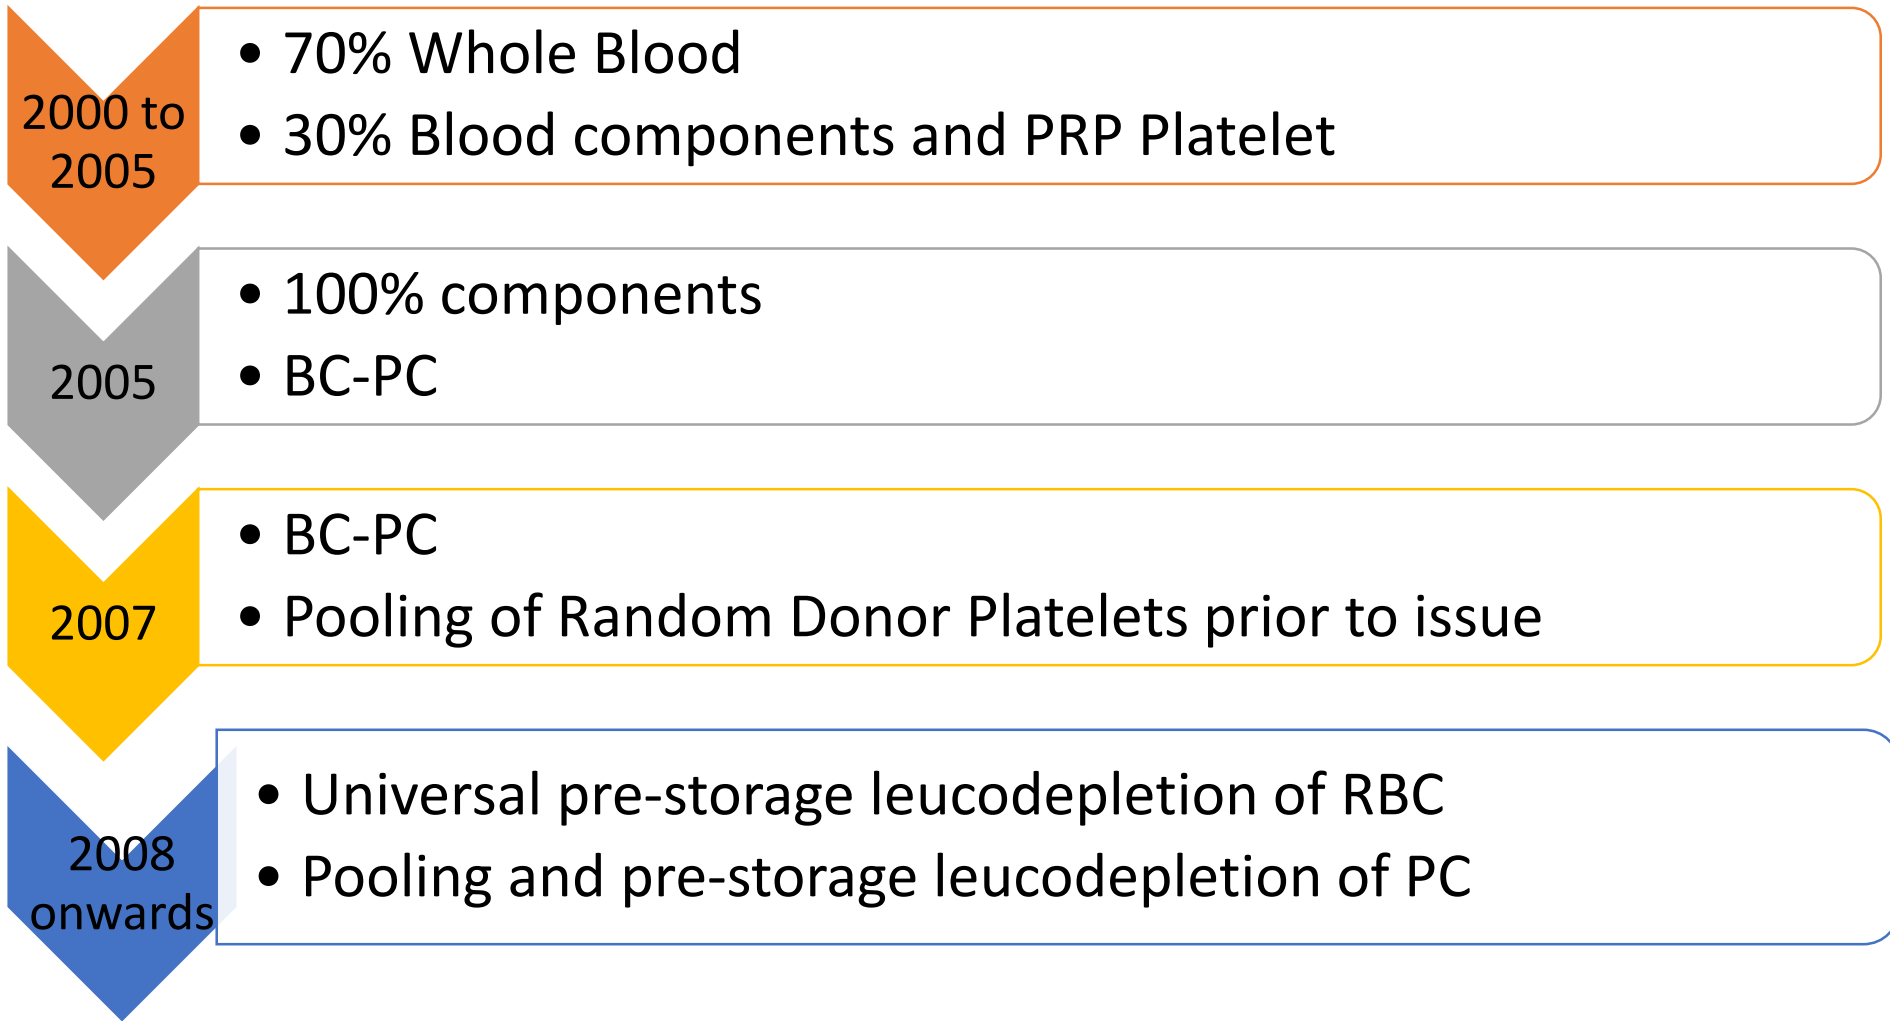 2000 to
2005
• 70% Whole Blood
• 30% Blood components and PRP Platelet
2005
• 100% components
• BC-PC
2007
• BC-PC
• Pooling of Random Donor Platelets prior to issue
2008
onwards
• Universal pre-storage leucodepletion of RBC
• Pooling and pre-storage leucodepletion of PC